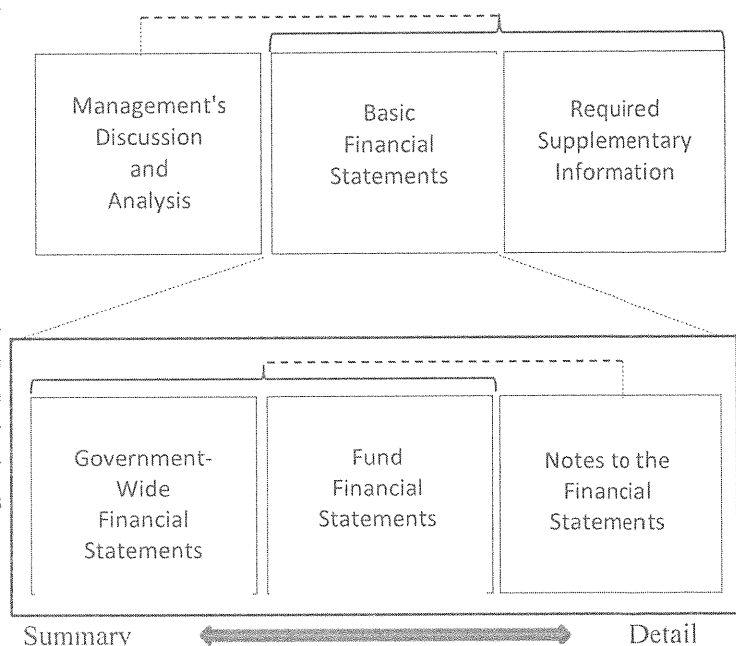 Management's
Discussion
and
Analysis
Basic
Financial
Statements
Required
Supplementary
Information
Government-
Wide
Financial
Statements
Fund
Financial
Statements
Notes to the
Financial
Statements
Summary
Detail